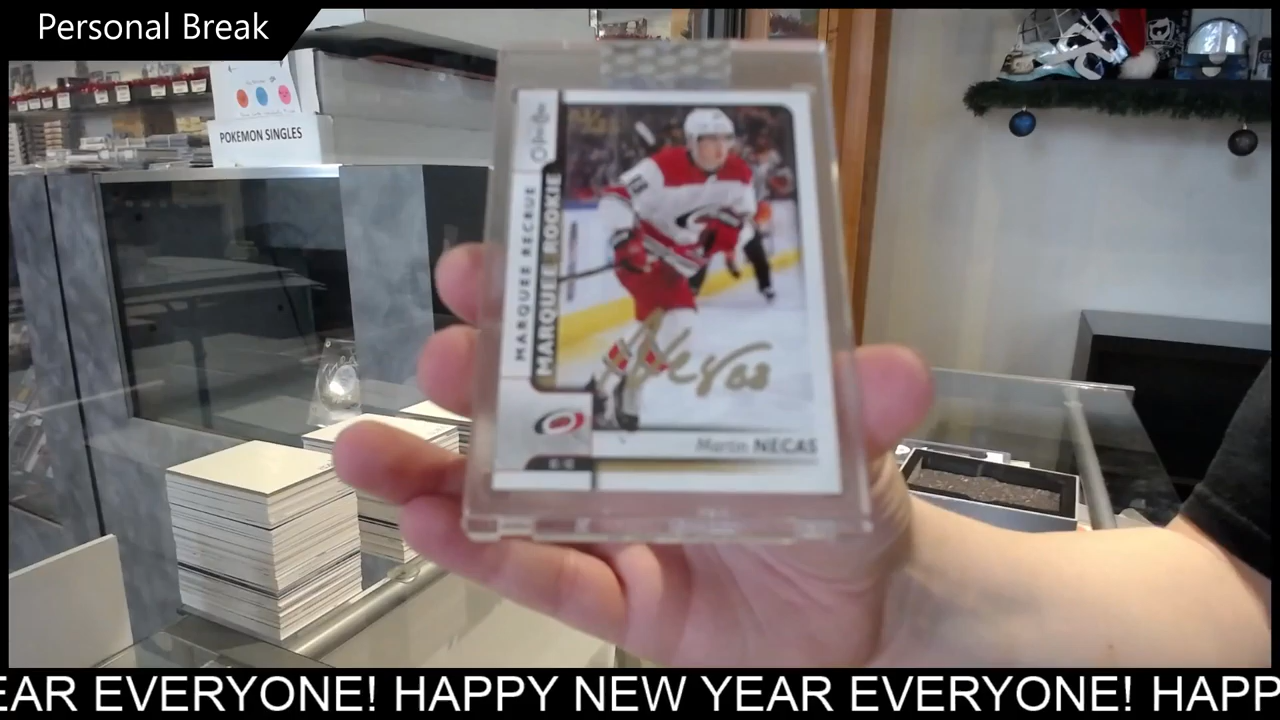 Personal Break
POKEMON SINGLES
MARQUEE RECRUE
MARQUEE ROOKIE
Martin NECAS
EAR EVERYONE! HAPPY NEW YEAR EVERYONE! HAPP